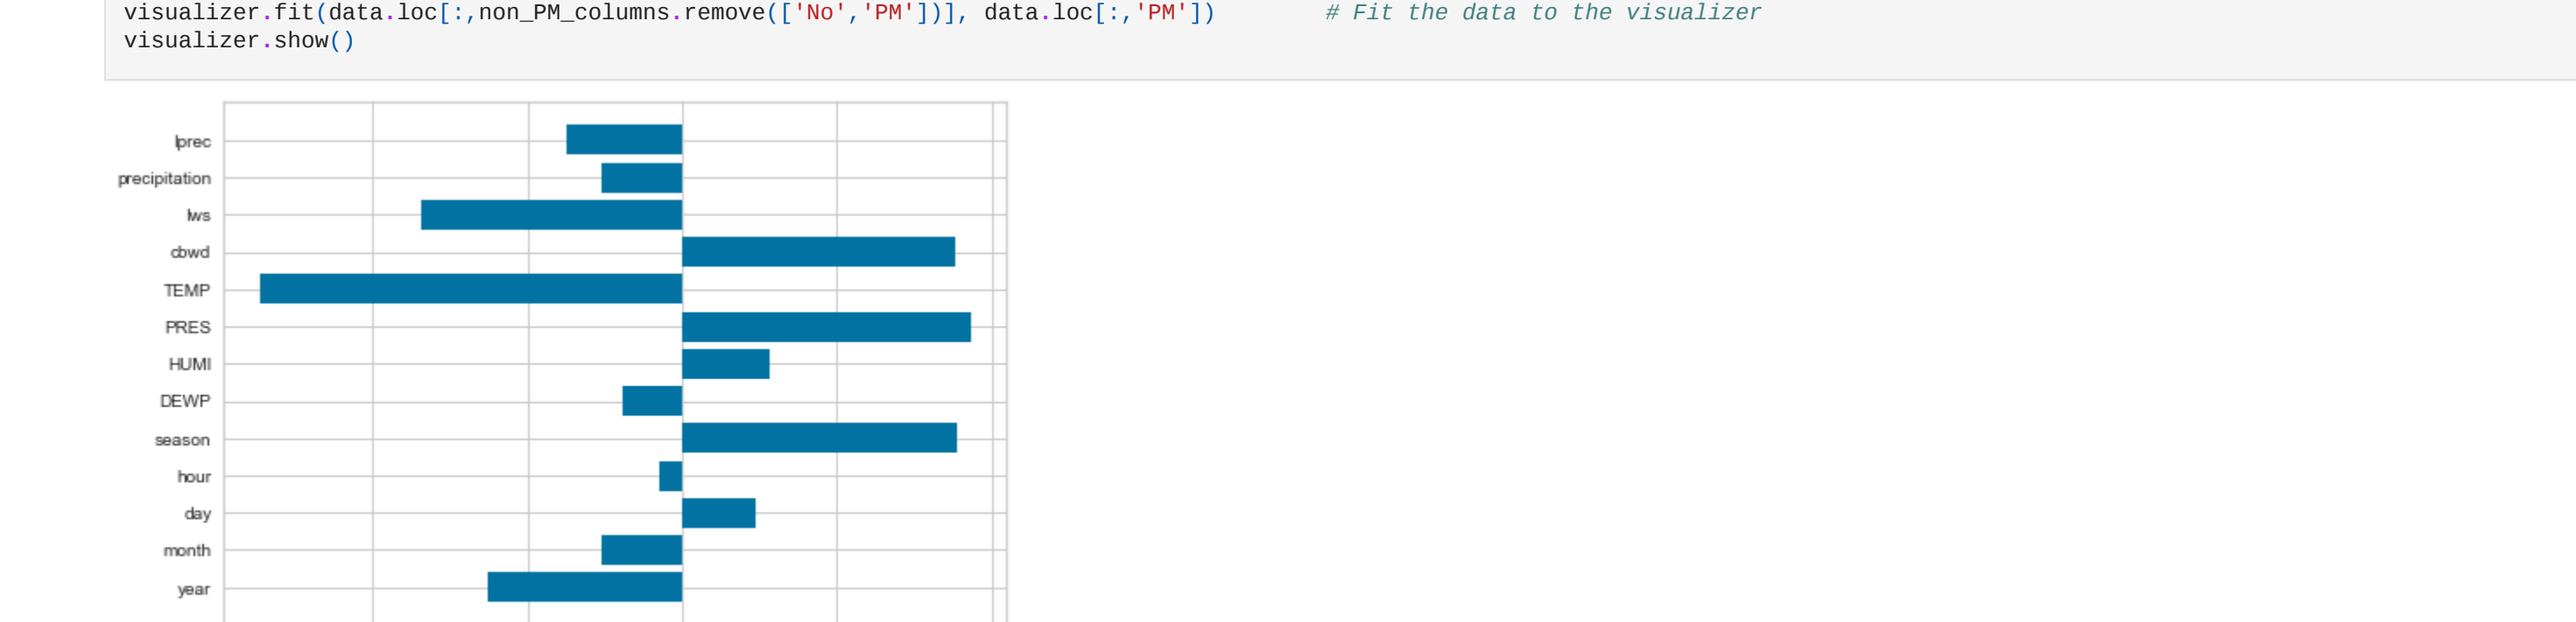 visualizer.fit(data.loc[:,non_PM_columns.remove(['No','PM'])], data.loc[:,'PM'])        # Fit the data to the visualizer
visualizer.show()
lprec
precipitation
lws
cbwd
TEMP
PRES
HUMI
DEWP
season
hour
day
month
year